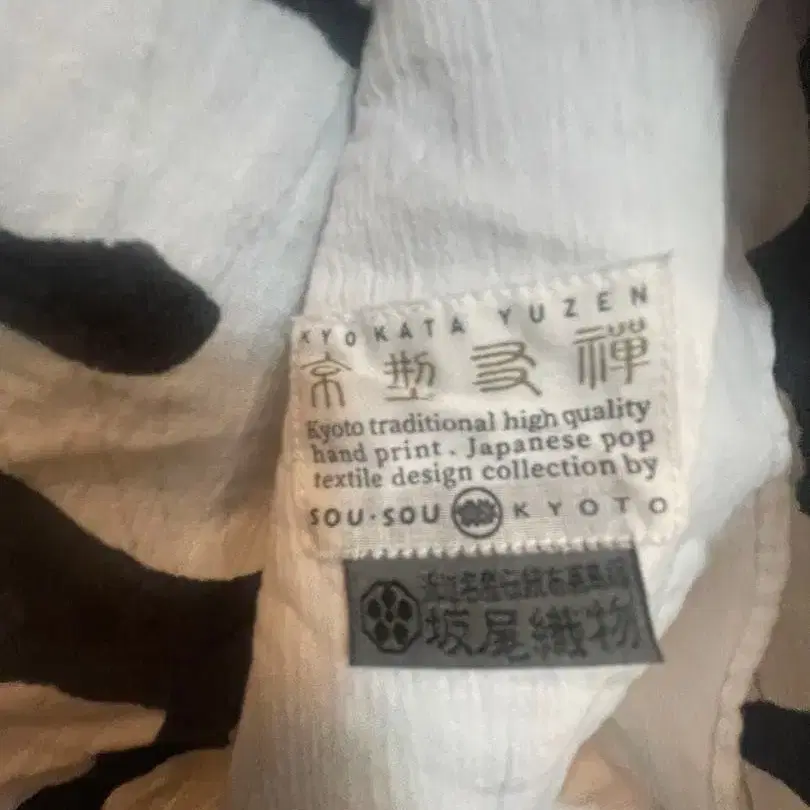 KYOKATA YUZEN
京型友禅
Kyoto traditional high quality
hand print . Japanese pop
textile design collection by
SOU・SOU KYOTO
坂尾織物